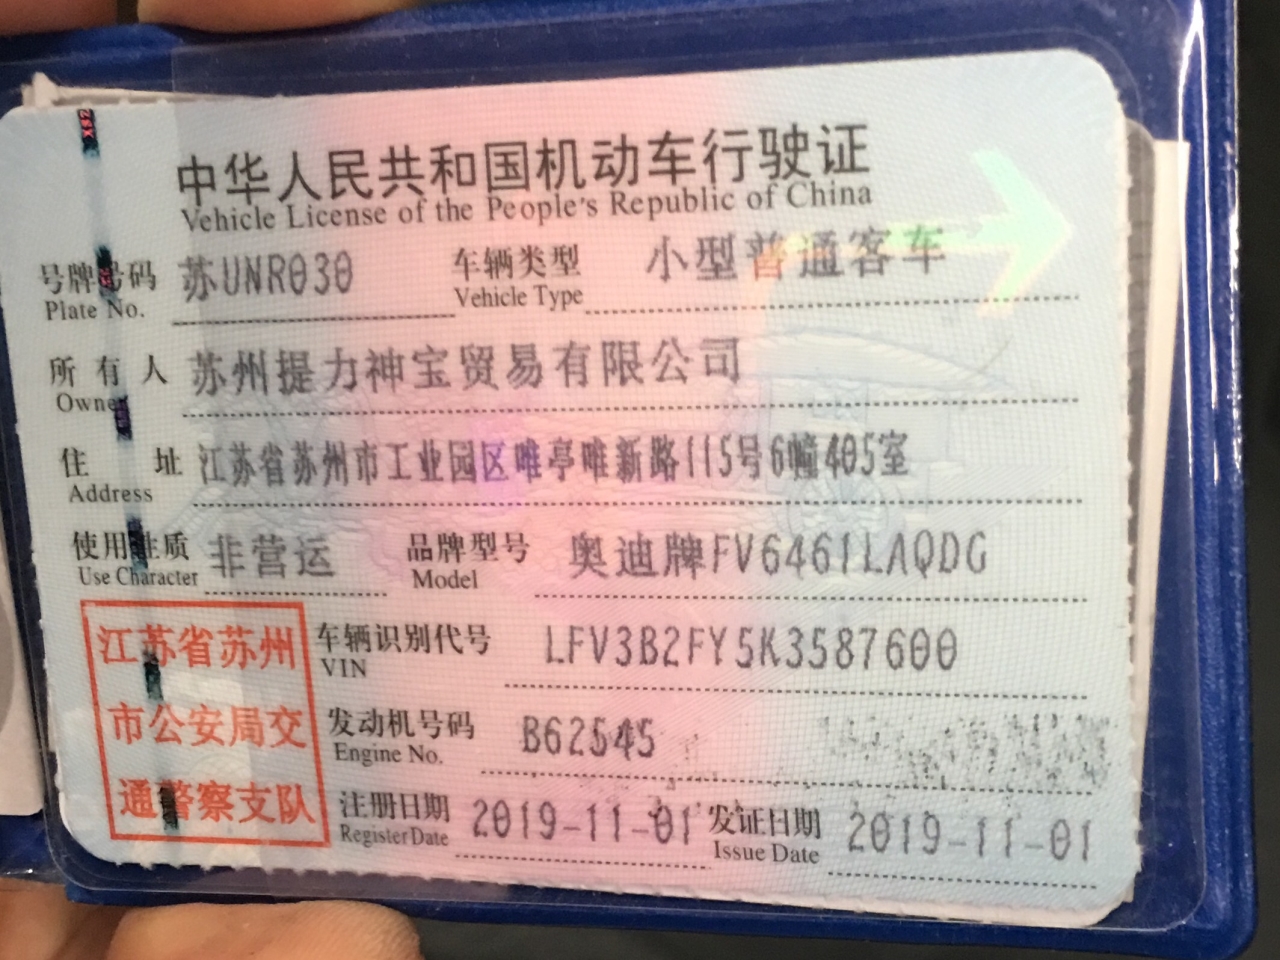 中华人民共和国机动车行驶证
Vehicle License of the People's Republic of China
号牌号码 苏UNR030 车辆类型 小型普通客车
Plate No. Vehicle Type
所有人 苏州提力神宝贸易有限公司
Owner
住址 江苏省苏州市工业园区唯亭唯新路115号6幢405室
Address
使用性质 非营运 品牌型号 奥迪牌FV6461LAQDG
Use Character Model
江苏省苏州 车辆识别代号 LFV3B2FY5K3587600
VIN
市公安局交 发动机号码 B62545
Engine No.
通警察支队 注册日期 2019-11-01 发证日期 2019-11-01
Register Date Issue Date